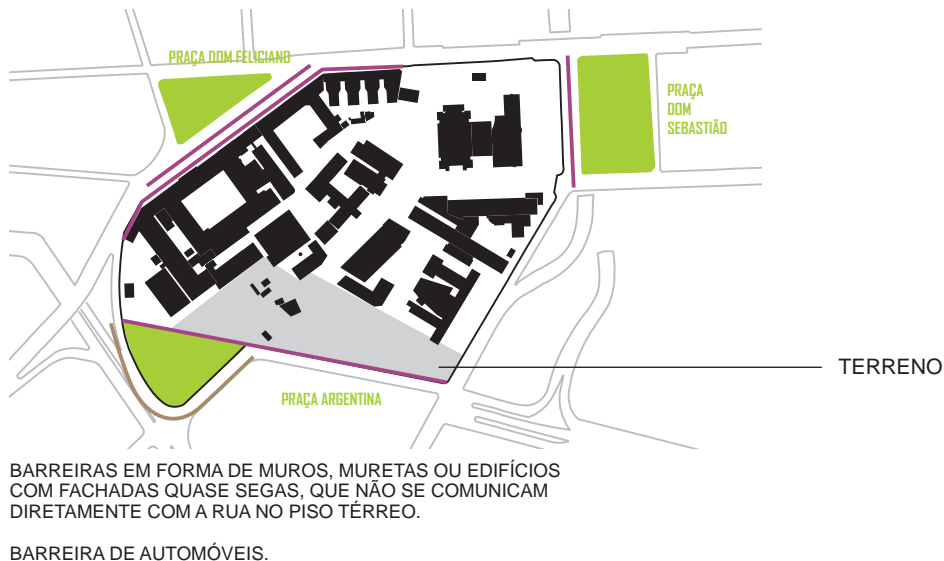 PRAÇA DOM FELICIANO
PRAÇA
DOM
SEBASTIÃO
TERRENO
PRAÇA ARGENTINA
BARREIRAS EM FORMA DE MUROS, MURETAS OU EDIFÍCIOS
COM FACHADAS QUASE SEGAS, QUE NÃO SE COMUNICAM
DIRETAMENTE COM A RUA NO PISO TÉRREO.
BARREIRA DE AUTOMÓVEIS.